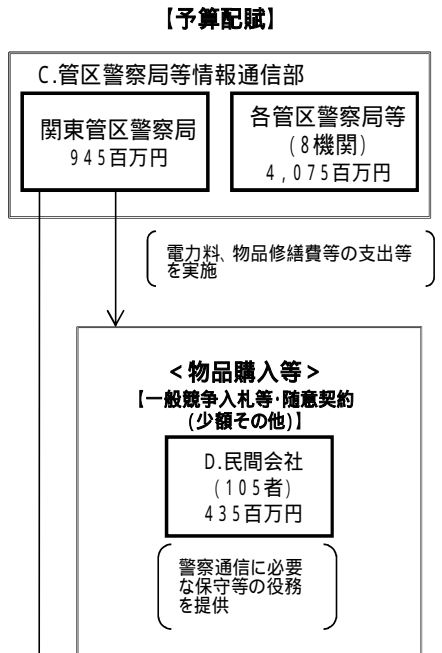 【予算配賦】
C.管区警察局等情報通信部
関東管区警察局
945百万円
各管区警察局等
(8機関)
4,075百万円
電力料、物品修繕費等の支出等
を実施
<物品購入等>
【一般競争入札等・随意契約
(少額その他)】
D.民間会社
(105者)
435百万円
警察通信に必要
な保守等の役務
を提供